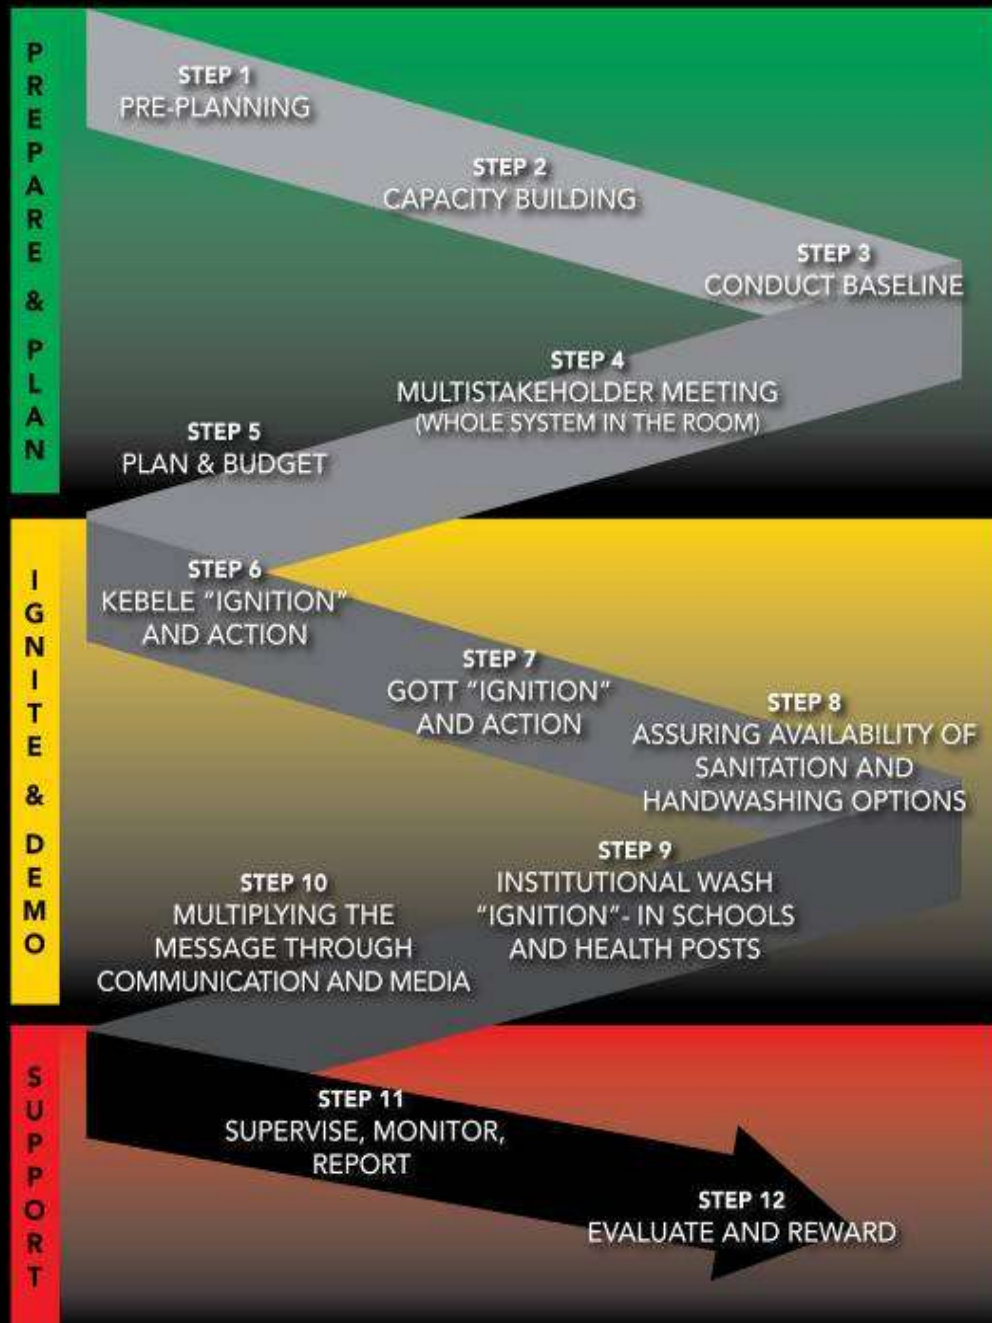 PREPARE & PLAN
STEP 1
PRE-PLANNING
STEP 2
CAPACITY BUILDING
STEP 3
CONDUCT BASELINE
STEP 4
MULTISTAKEHOLDER MEETING
(WHOLE SYSTEM IN THE ROOM)
STEP 5
PLAN & BUDGET
IGNITE & DEMO
STEP 6
KEBELE “IGNITION”
AND ACTION
STEP 7
GOTT “IGNITION”
AND ACTION
STEP 8
ASSURING AVAILABILITY OF
SANITATION AND
HANDWASHING OPTIONS
STEP 9
INSTITUTIONAL WASH
“IGNITION”- IN SCHOOLS
AND HEALTH POSTS
STEP 10
MULTIPLYING THE
MESSAGE THROUGH
COMMUNICATION AND MEDIA
SUPPORT
STEP 11
SUPERVISE, MONITOR,
REPORT
STEP 12
EVALUATE AND REWARD